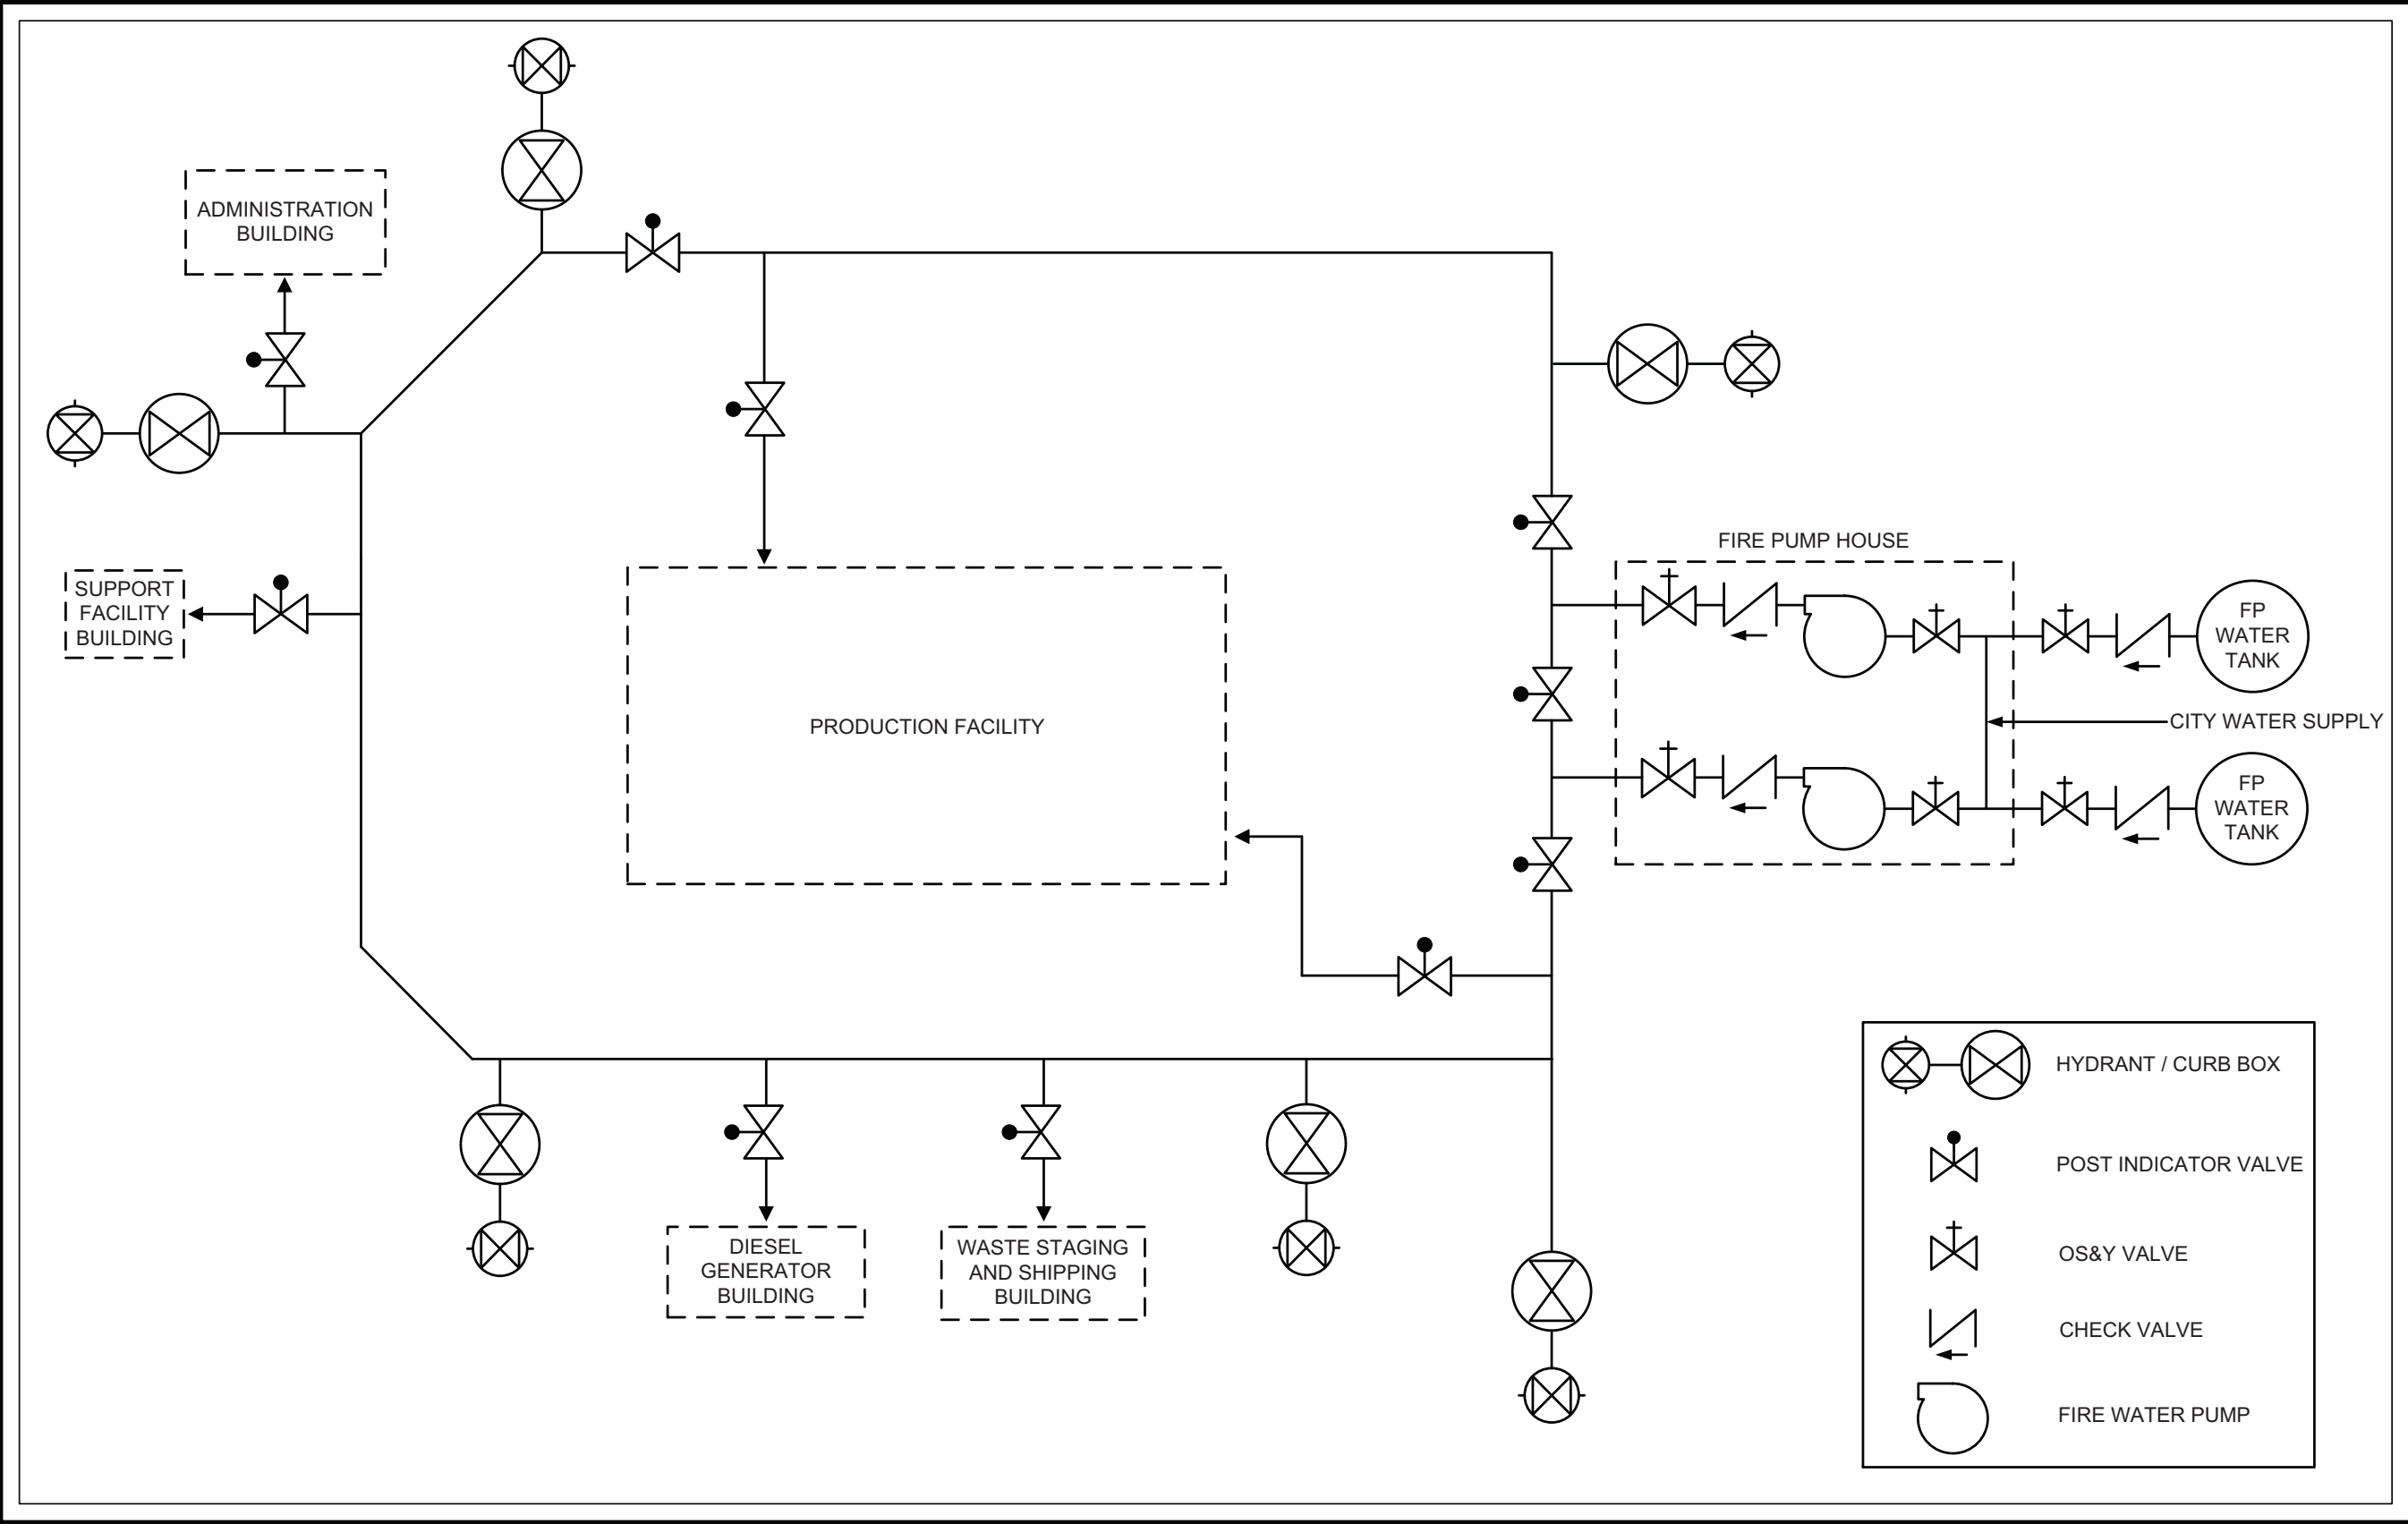 ADMINISTRATION
BUILDING
SUPPORT
FACILITY
BUILDING
PRODUCTION FACILITY
FIRE PUMP HOUSE
FP
WATER
TANK
CITY WATER SUPPLY
FP
WATER
TANK
DIESEL
GENERATOR
BUILDING
WASTE STAGING
AND SHIPPING
BUILDING
HYDRANT / CURB BOX
POST INDICATOR VALVE
OS&Y VALVE
CHECK VALVE
FIRE WATER PUMP